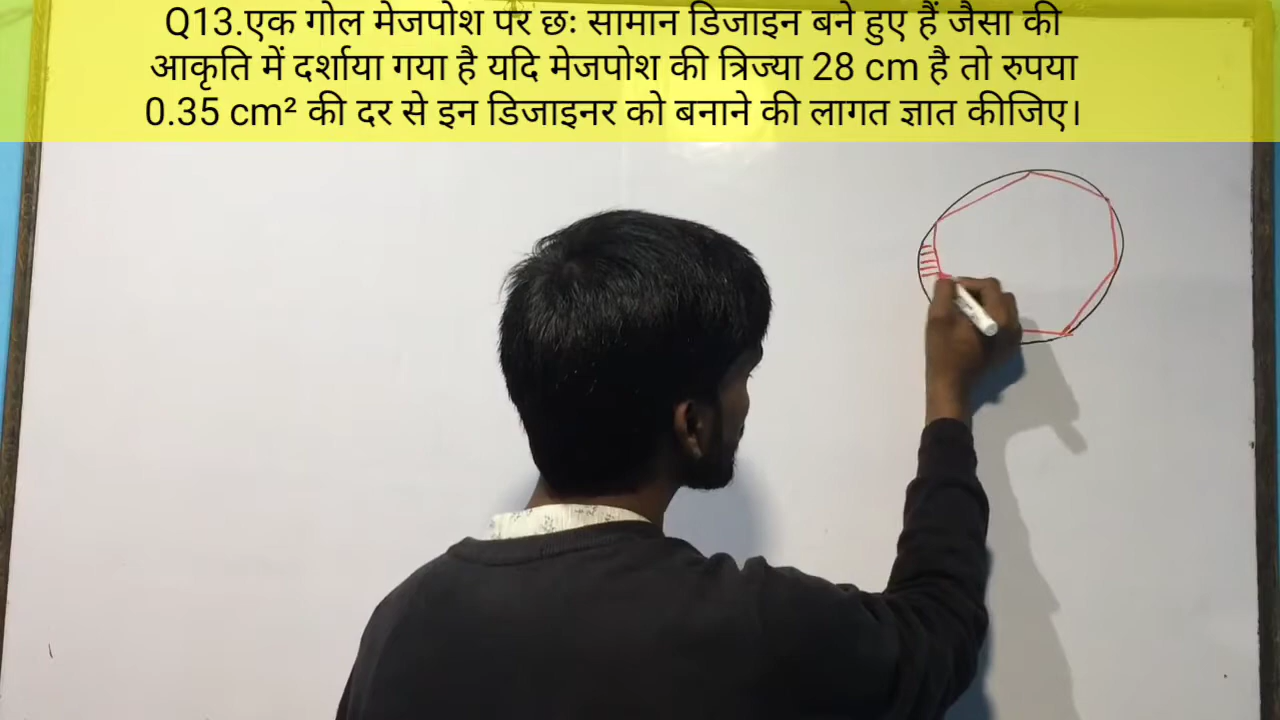 Q13.एक गोल मेजपोश पर छः सामान डिजाइन बने हुए हैं जैसा की
आकृति में दर्शाया गया है यदि मेजपोश की त्रिज्या 28 cm है तो रुपया
0.35 cm² की दर से इन डिजाइनर को बनाने की लागत ज्ञात कीजिए।